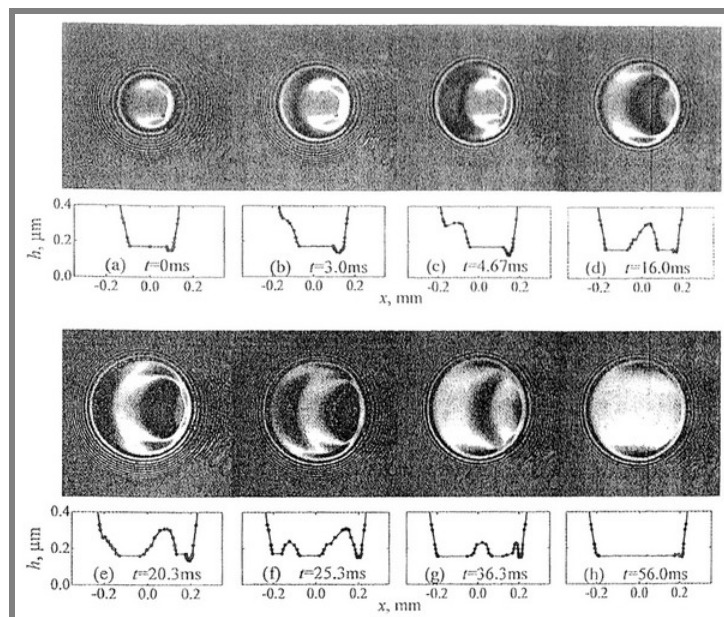 h, μm
0.4
0.2
0.0
(a) t=0ms
(b) t=3.0ms
(c) t=4.67ms
(d) t=16.0ms
-0.2 0.0 0.2
-0.2 0.0 0.2
-0.2 0.0 0.2
-0.2 0.0 0.2
x, mm
h, μm
0.4
0.2
0.0
(e) t=20.3ms
(f) t=25.3ms
(g) t=36.3ms
(h) t=56.0ms
-0.2 0.0 0.2
-0.2 0.0 0.2
-0.2 0.0 0.2
-0.2 0.0 0.2
x, mm